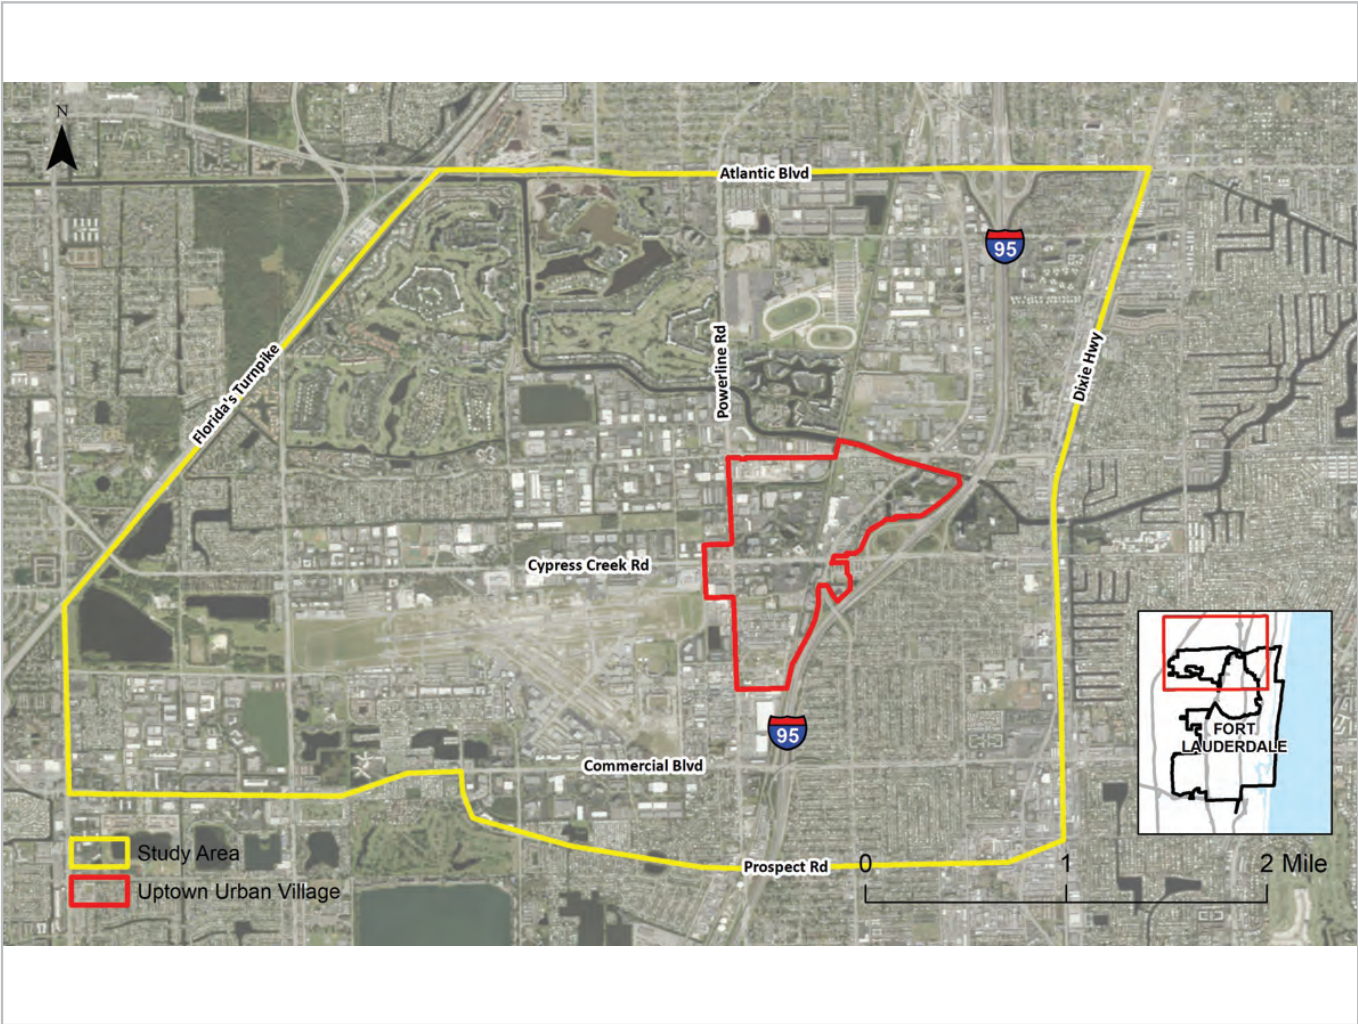 N
Atlantic Blvd
95
Powerline Rd
Dixie Hwy
Florida's Turnpike
Cypress Creek Rd
95
Commercial Blvd
FORT
LAUDERDALE
Study Area
Uptown Urban Village
Prospect Rd
0 1 2 Mile